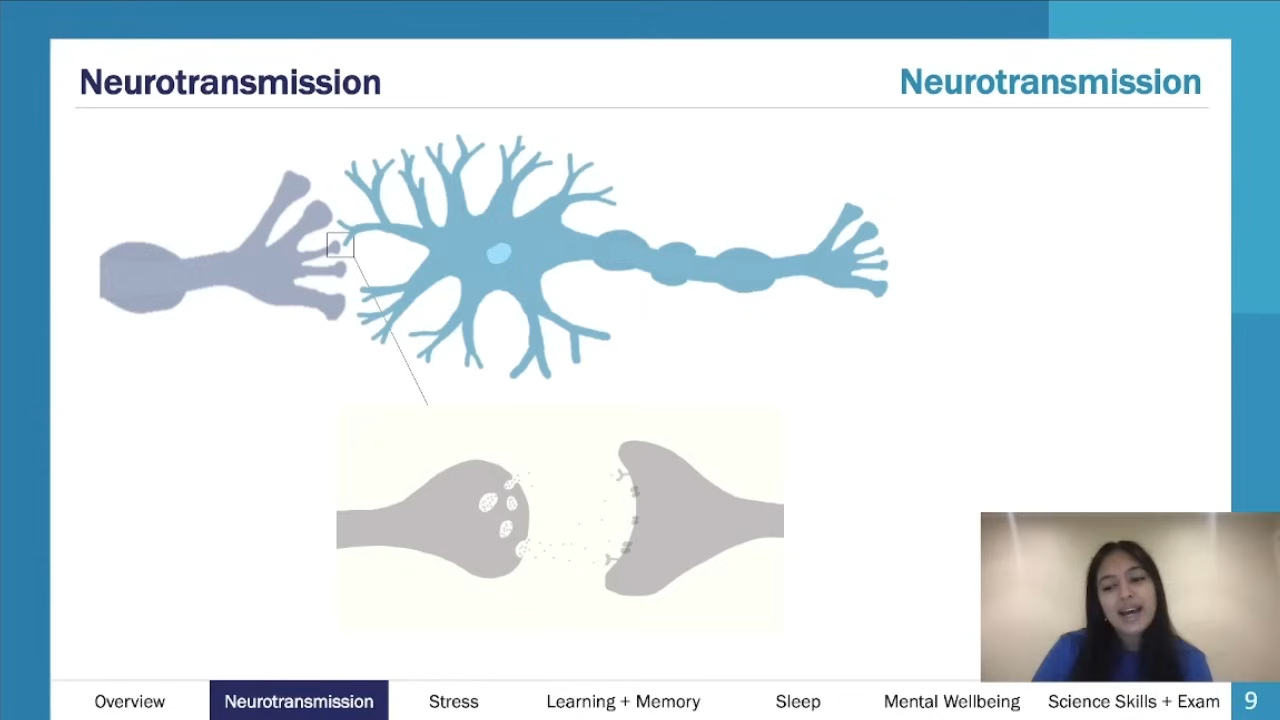 Neurotransmission
Neurotransmission
Overview
Neurotransmission
Stress
Learning + Memory
Sleep
Mental Wellbeing
Science Skills + Exam
9